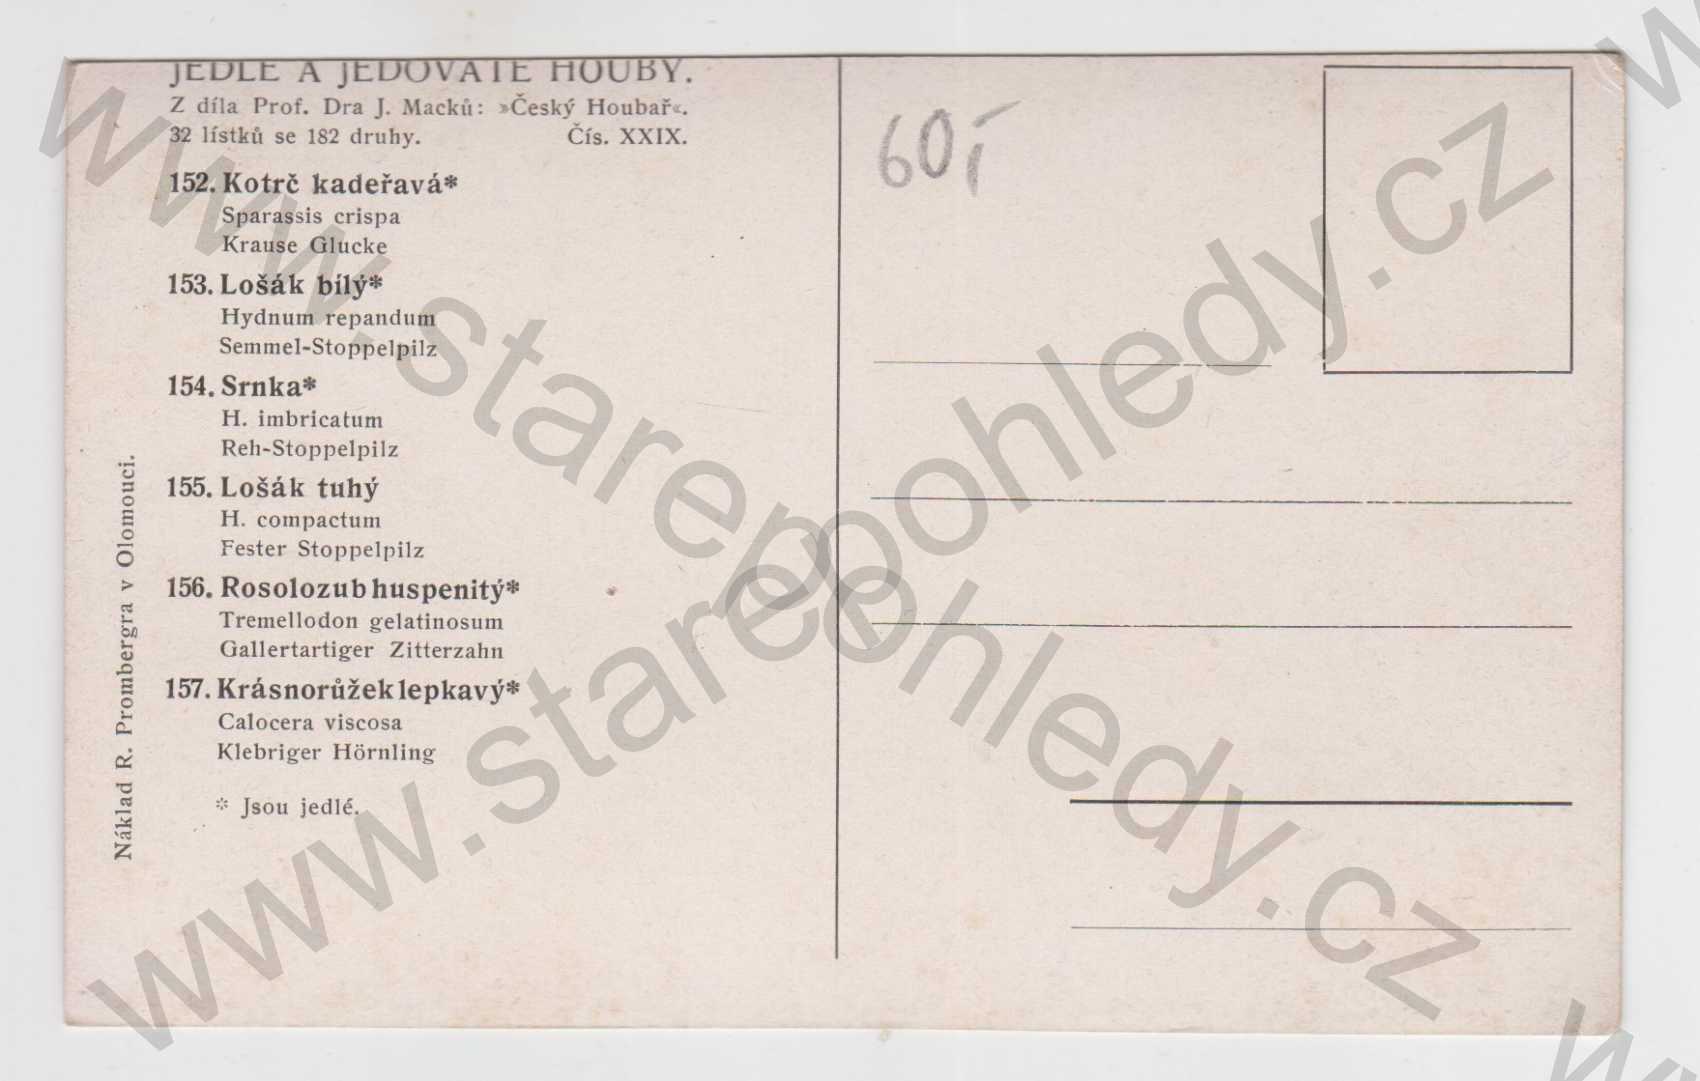 JEDLÉ A JEDOVATÉ HOUBY.
Z díla Prof. Dra J. Macků: »Český Houbař«.
32 lístků se 182 druhy. Čís. XXIX.
152. Kotrč kadeřavá*
Sparassis crispa
Krause Glucke
153. Lošák bílý*
Hydnum repandum
Semmel-Stoppelpilz
154. Srnka*
H. imbricatum
Reh-Stoppelpilz
155. Lošák tuhý
H. compactum
Fester Stoppelpilz
156. Rosolozub huspenitý*
Tremellodon gelatinosum
Gallertartiger Zitterzahn
157. Krásnorůžek lepkavý*
Calocera viscosa
Klebriger Hörnling
* Jsou jedlé.
Náklad R. Prombergra v Olomouci.
60,-
www.starepohledy.cz
www.starepohledy.cz